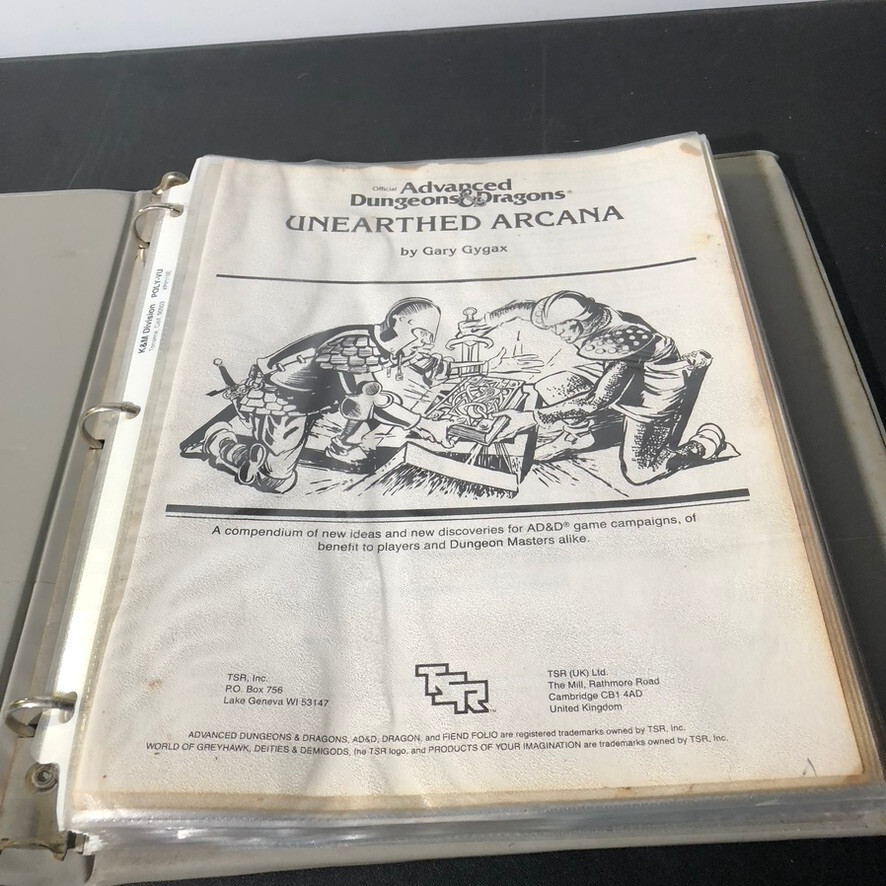 Official Advanced
Dungeons & Dragons®
UNEARTHED ARCANA
by Gary Gygax
K&M Division POLY-VU
A compendium of new ideas and new discoveries for AD&D® game campaigns, of
benefit to players and Dungeon Masters alike.
TSR, Inc.
P.O. Box 756
Lake Geneva WI 53147
TSR™
TSR (UK) Ltd.
The Mill, Rathmore Road
Cambridge CB1 4AD
United Kingdom
ADVANCED DUNGEONS & DRAGONS, AD&D, DRAGON, and FIEND FOLIO are registered trademarks owned by TSR, Inc.
WORLD OF GREYHAWK, DEITIES & DEMIGODS, the TSR logo, and PRODUCTS OF YOUR IMAGINATION are trademarks owned by TSR, Inc.